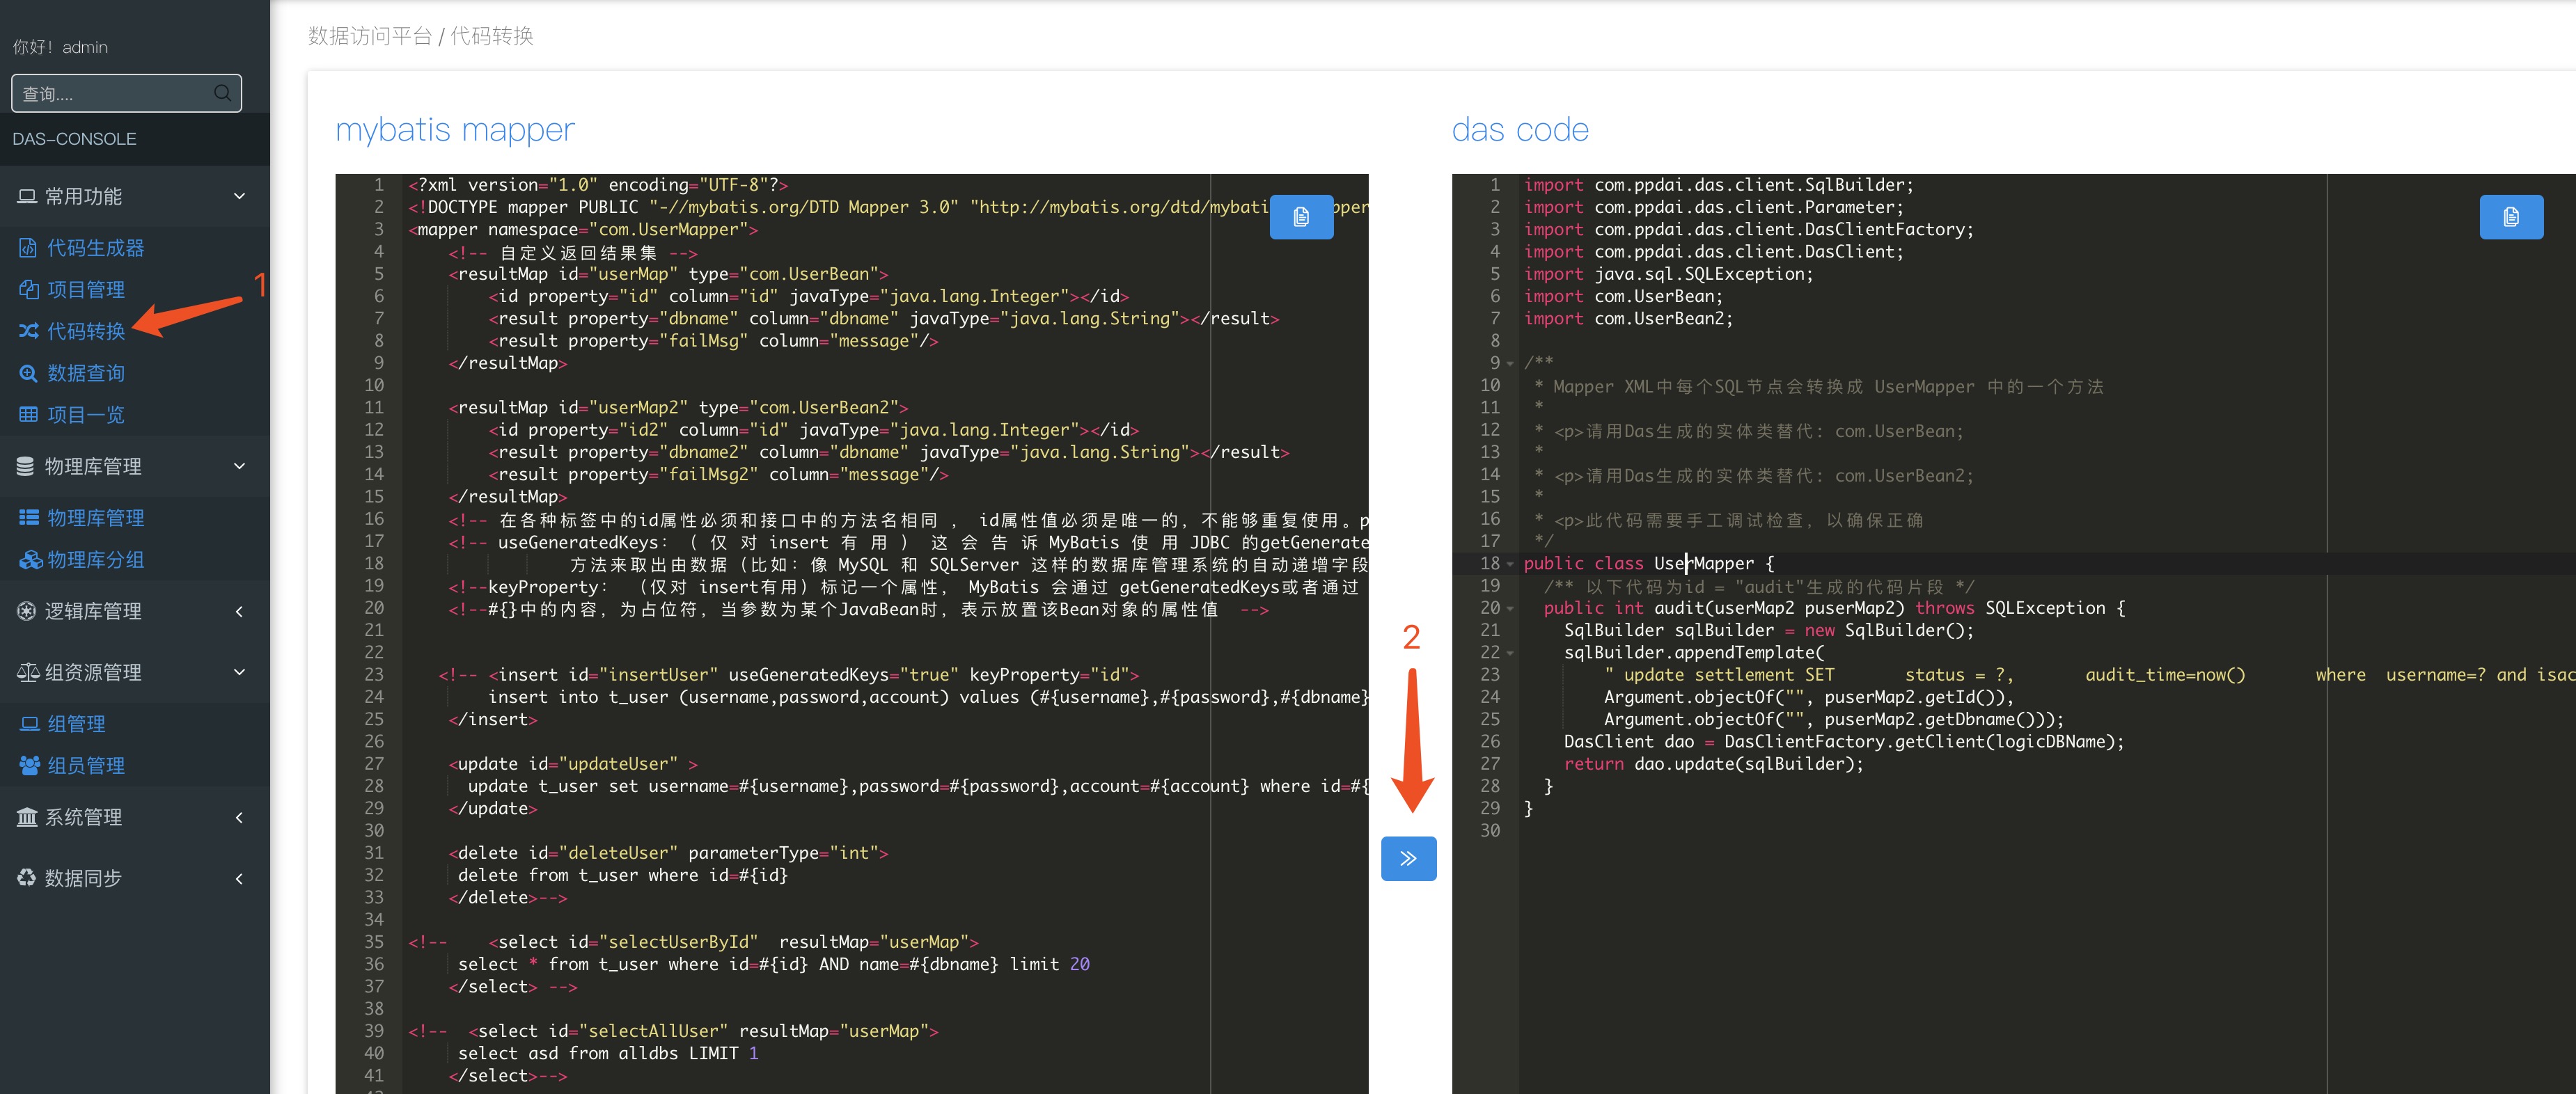 你好！admin
查询....
DAS-CONSOLE
常用功能
代码生成器
项目管理
代码转换
数据查询
项目一览
物理库管理
物理库管理
物理库分组
逻辑库管理
组资源管理
组管理
组员管理
系统管理
数据同步
1
数据访问平台 / 代码转换
mybatis mapper
1 <?xml version="1.0" encoding="UTF-8"?>
2 <!DOCTYPE mapper PUBLIC "-//mybatis.org/DTD Mapper 3.0" "http://mybatis.org/dtd/mybati pper
3 <mapper namespace="com.UserMapper">
4 <!-- 自定义返回结果集 -->
5 <resultMap id="userMap" type="com.UserBean">
6 <id property="id" column="id" javaType="java.lang.Integer"></id>
7 <result property="dbname" column="dbname" javaType="java.lang.String"></result>
8 <result property="failMsg" column="message"/>
9 </resultMap>
10
11 <resultMap id="userMap2" type="com.UserBean2">
12 <id property="id2" column="id" javaType="java.lang.Integer"></id>
13 <result property="dbname2" column="dbname" javaType="java.lang.String"></result>
14 <result property="failMsg2" column="message"/>
15 </resultMap>
16 <!-- 在各种标签中的id属性必须和接口中的方法名相同 ， id属性值必须是唯一的，不能够重复使用。p
17 <!-- useGeneratedKeys：（ 仅 对 insert 有 用 ） 这 会 告 诉 MyBatis 使 用 JDBC 的getGenerate
18 方法来取出由数据（比如：像 MySQL 和 SQLServer 这样的数据库管理系统的自动递增字段
19 <!--keyProperty： （仅对 insert有用）标记一个属性， MyBatis 会通过 getGeneratedKeys或者通过
20 <!--#{}中的内容，为占位符，当参数为某个JavaBean时，表示放置该Bean对象的属性值 -->
21
22
23 <!-- <insert id="insertUser" useGeneratedKeys="true" keyProperty="id">
24 insert into t_user (username,password,account) values (#{username},#{password},#{dbname}
25 </insert>
26
27 <update id="updateUser" >
28 update t_user set username=#{username},password=#{password},account=#{account} where id=#{
29 </update>
30
31 <delete id="deleteUser" parameterType="int">
32 delete from t_user where id=#{id}
33 </delete>-->
34
35 <!-- <select id="selectUserById" resultMap="userMap">
36 select * from t_user where id=#{id} AND name=#{dbname} limit 20
37 </select> -->
38
39 <!-- <select id="selectAllUser" resultMap="userMap">
40 select asd from alldbs LIMIT 1
41 </select>-->
2
das code
1 import com.ppdai.das.client.SqlBuilder;
2 import com.ppdai.das.client.Parameter;
3 import com.ppdai.das.client.DasClientFactory;
4 import com.ppdai.das.client.DasClient;
5 import java.sql.SQLException;
6 import com.UserBean;
7 import com.UserBean2;
8
9 /**
10 * Mapper XML中每个SQL节点会转换成 UserMapper 中的一个方法
11 *
12 * <p>请用Das生成的实体类替代：com.UserBean;
13 *
14 * <p>请用Das生成的实体类替代：com.UserBean2;
15 *
16 * <p>此代码需要手工调试检查，以确保正确
17 */
18 public class UserMapper {
19 /** 以下代码为id = "audit"生成的代码片段 */
20 public int audit(userMap2 puserMap2) throws SQLException {
21 SqlBuilder sqlBuilder = new SqlBuilder();
22 sqlBuilder.appendTemplate(
23 " update settlement SET status = ?, audit_time=now() where username=? and isac
24 Argument.objectOf("", puserMap2.getId()),
25 Argument.objectOf("", puserMap2.getDbname()));
26 DasClient dao = DasClientFactory.getClient(logicDBName);
27 return dao.update(sqlBuilder);
28 }
29 }
30